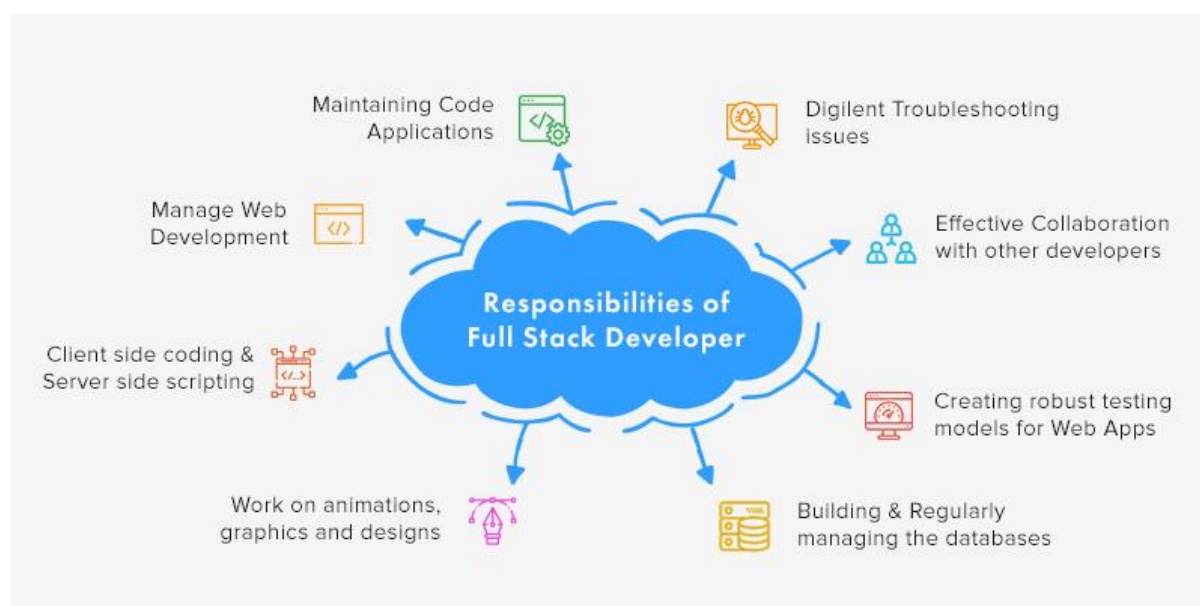 Responsibilities of
Full Stack Developer
Maintaining Code
Applications
Digilent Troubleshooting
issues
Manage Web
Development
Effective Collaboration
with other developers
Client side coding &
Server side scripting
Creating robust testing
models for Web Apps
Work on animations,
graphics and designs
Building & Regularly
managing the databases